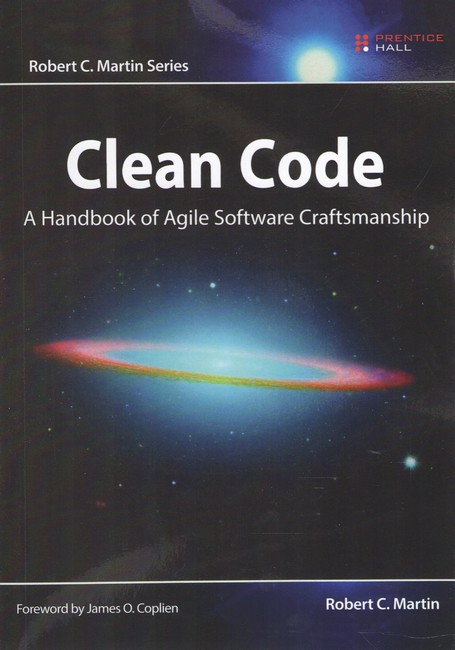 Robert C. Martin Series
PRENTICE
HALL
Clean Code
A Handbook of Agile Software Craftsmanship
Foreword by James O. Coplien
Robert C. Martin